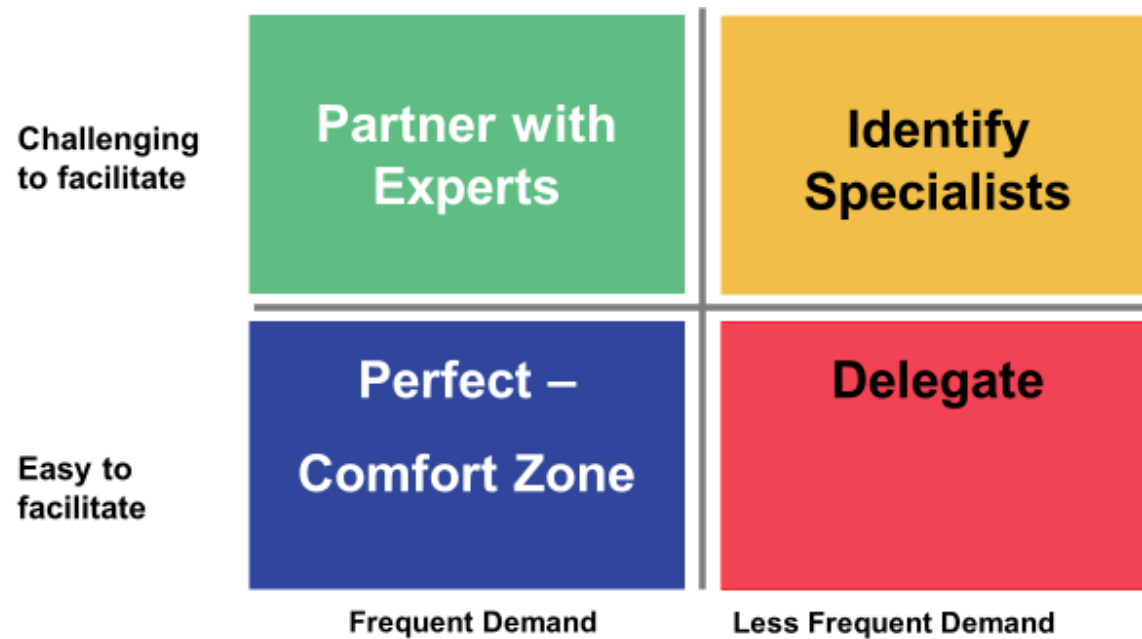 Challenging
to facilitate
Partner with
Experts
Identify
Specialists
Easy to
facilitate
Perfect –
Comfort Zone
Delegate
Frequent Demand
Less Frequent Demand